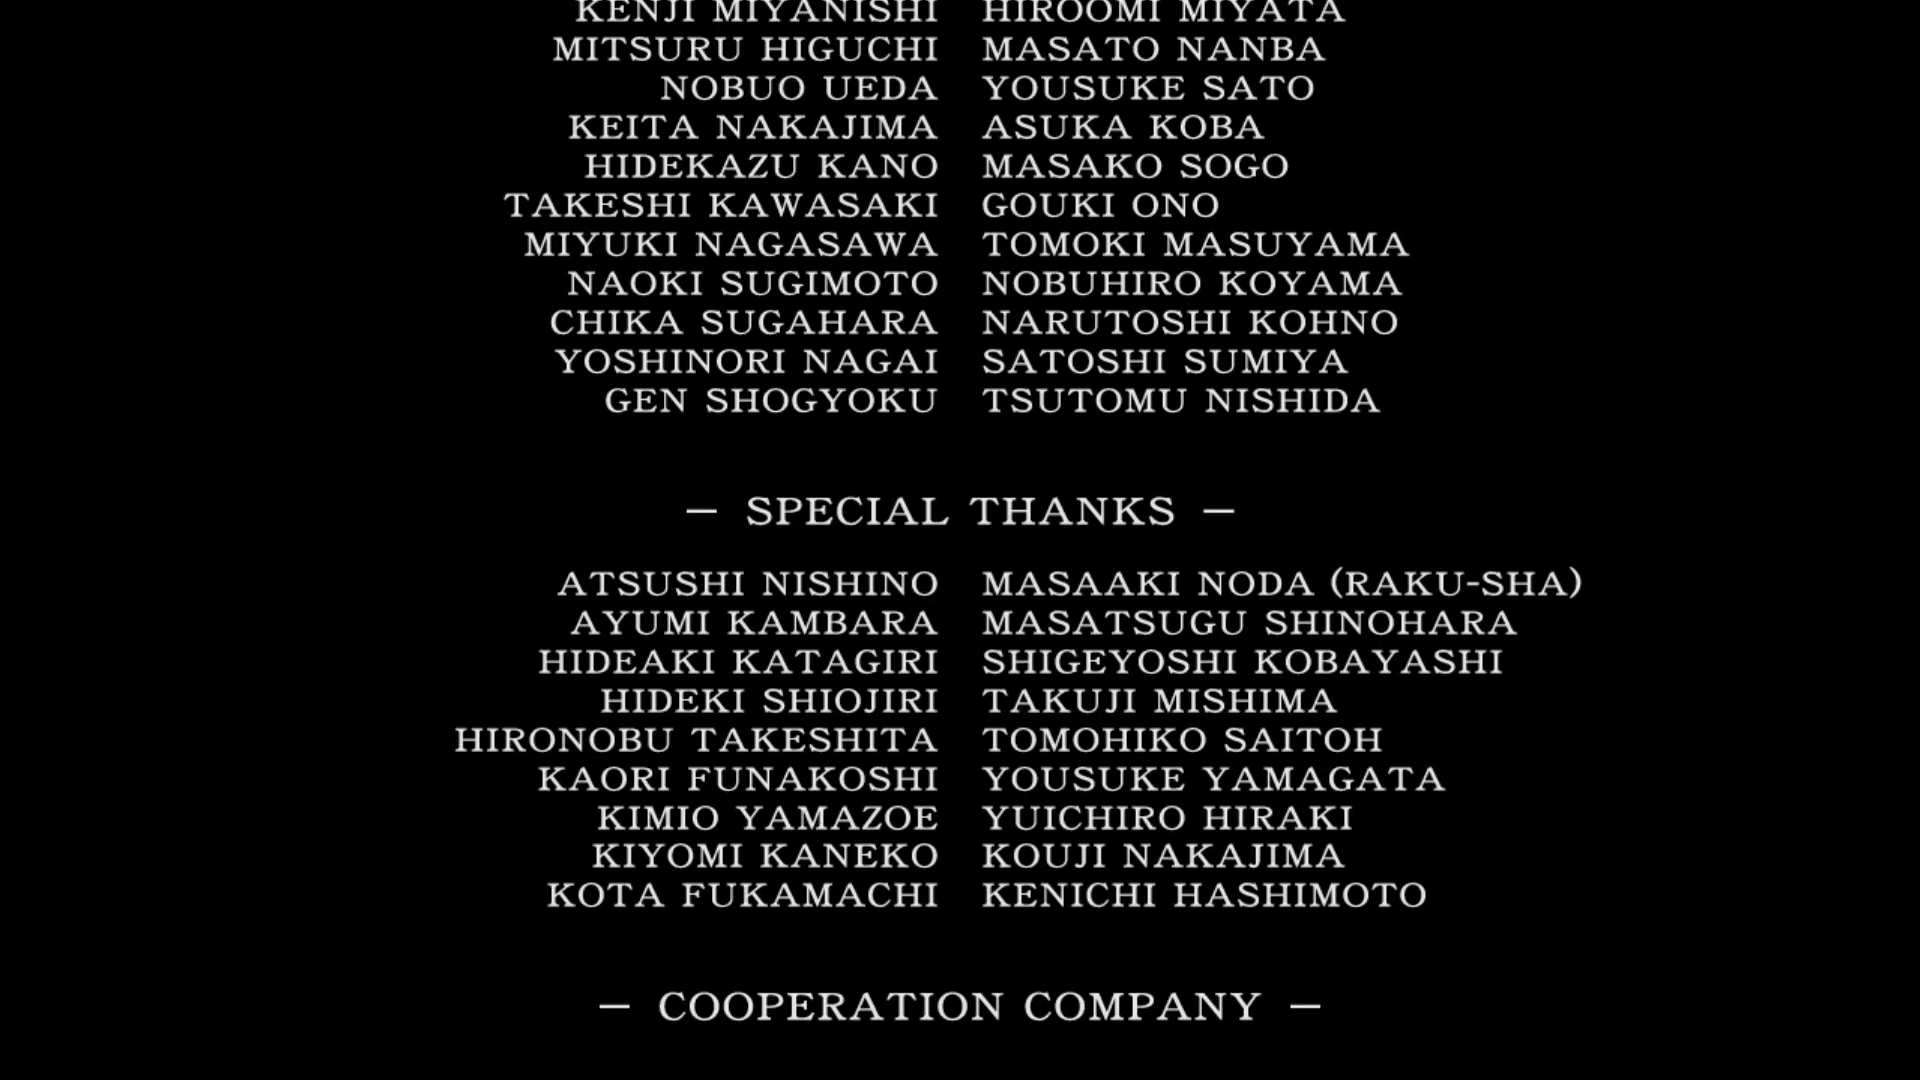 KENJI MIYANISHI HIROOMI MIYATA
MITSURU HIGUCHI MASATO NANBA
NOBUO UEDA YOUSUKE SATO
KEITA NAKAJIMA ASUKA KOBA
HIDEKAZU KANO MASAKO SOGO
TAKESHI KAWASAKI GOUKI ONO
MIYUKI NAGASAWA TOMOKI MASUYAMA
NAOKI SUGIMOTO NOBUHIRO KOYAMA
CHIKA SUGAHARA NARUTOSHI KOHNO
YOSHINORI NAGAI SATOSHI SUMIYA
GEN SHOGYOKU TSUTOMU NISHIDA
— SPECIAL THANKS —
ATSUSHI NISHINO MASAAKI NODA (RAKU-SHA)
AYUMI KAMBARA MASATSUGU SHINOHARA
HIDEAKI KATAGIRI SHIGEYOSHI KOBAYASHI
HIDEKI SHIOJIRI TAKUJI MISHIMA
HIRONOBU TAKESHITA TOMOHIKO SAITOH
KAORI FUNAKOSHI YOUSUKE YAMAGATA
KIMIO YAMAZOE YUICHIRO HIRAKI
KIYOMI KANEKO KOUJI NAKAJIMA
KOTA FUKAMACHI KENICHI HASHIMOTO
— COOPERATION COMPANY —